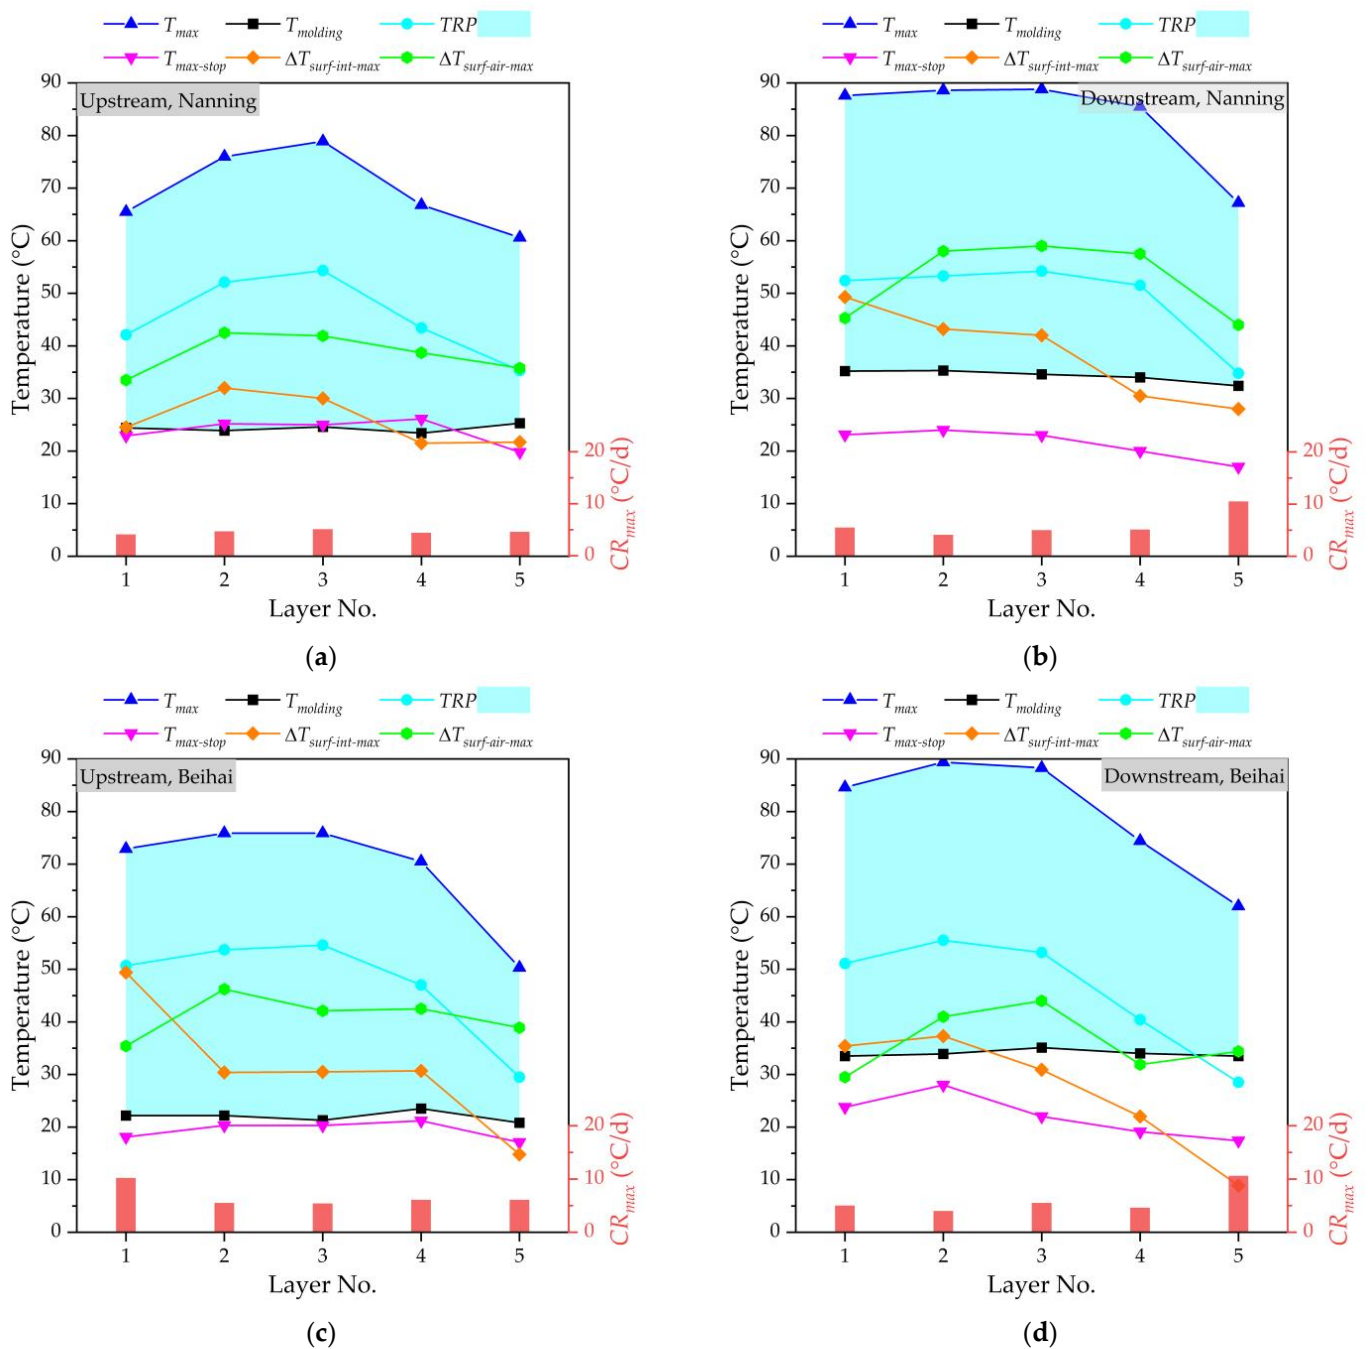 (a)
T_max T_molding TRP
T_max-stop ΔT_surf-int-max ΔT_surf-air-max
Upstream, Nanning
Temperature (°C)
90
80
70
60
50
40
30
20
10
0
20
10
0
CR_max (°C/d)
1 2 3 4 5
Layer No.
T_max T_molding TRP
T_max-stop ΔT_surf-int-max ΔT_surf-air-max
Downstream, Nanning
Temperature (°C)
90
80
70
60
50
40
30
20
10
0
20
10
0
CR_max (°C/d)
1 2 3 4 5
Layer No.
(b)
T_max T_molding TRP
T_max-stop ΔT_surf-int-max ΔT_surf-air-max
Upstream, Beihai
Temperature (°C)
90
80
70
60
50
40
30
20
10
0
20
10
0
CR_max (°C/d)
1 2 3 4 5
Layer No.
(c)
T_max T_molding TRP
T_max-stop ΔT_surf-int-max ΔT_surf-air-max
Downstream, Beihai
Temperature (°C)
90
80
70
60
50
40
30
20
10
0
20
10
0
CR_max (°C/d)
1 2 3 4 5
Layer No.
(d)